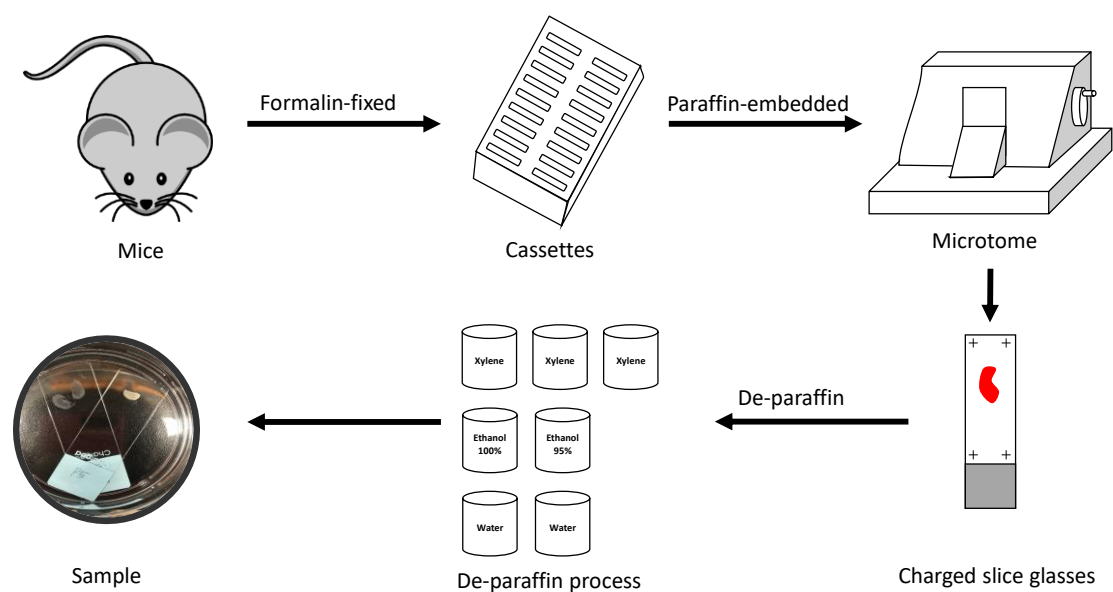 Formalin-fixed
Paraffin-embedded
Mice
Cassettes
Microtome
De-paraffin
Xylene
Xylene
Xylene
Ethanol
100%
Ethanol
95%
Water
Water
Sample
De-paraffin process
Charged slice glasses